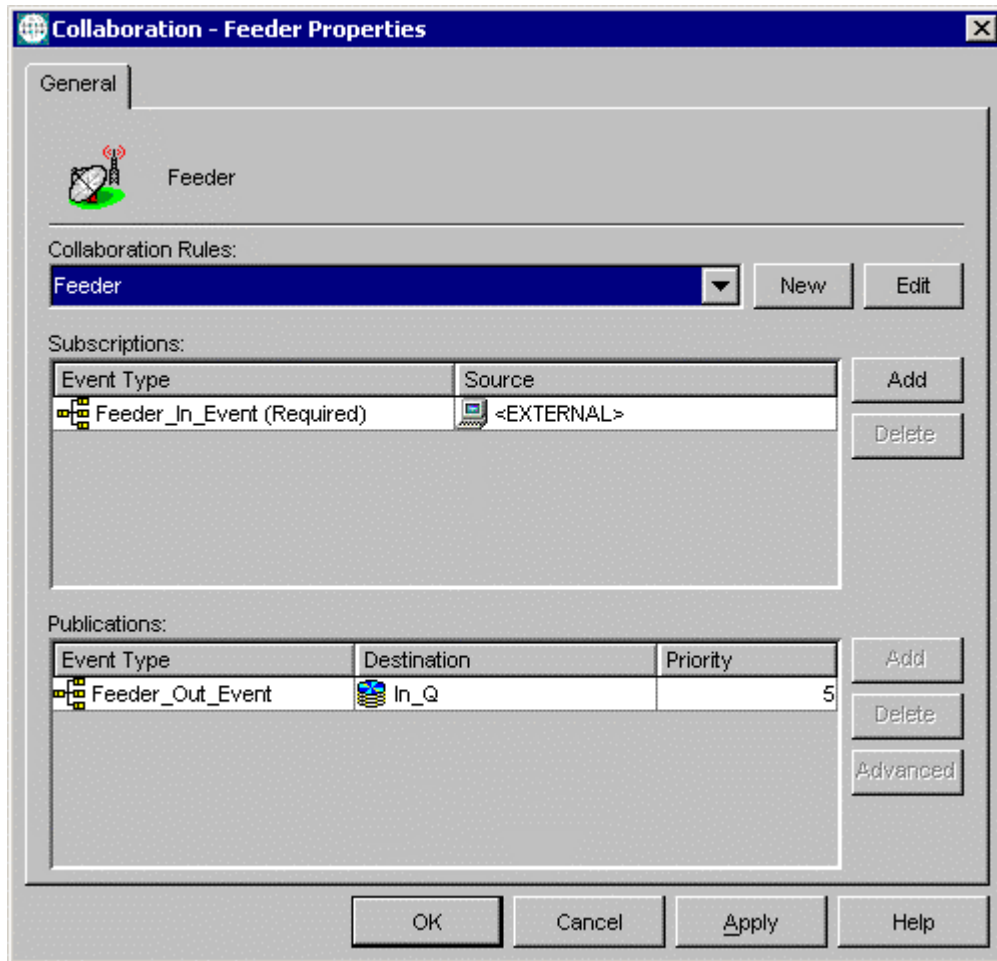 Collaboration - Feeder Properties
General
Feeder
Collaboration Rules:
Feeder New Edit
Subscriptions:
Event Type Source Add
Feeder_In_Event (Required) <EXTERNAL>
Delete
Publications:
Event Type Destination Priority Add
Feeder_Out_Event In_Q 5
Delete
Advanced
OK Cancel Apply Help